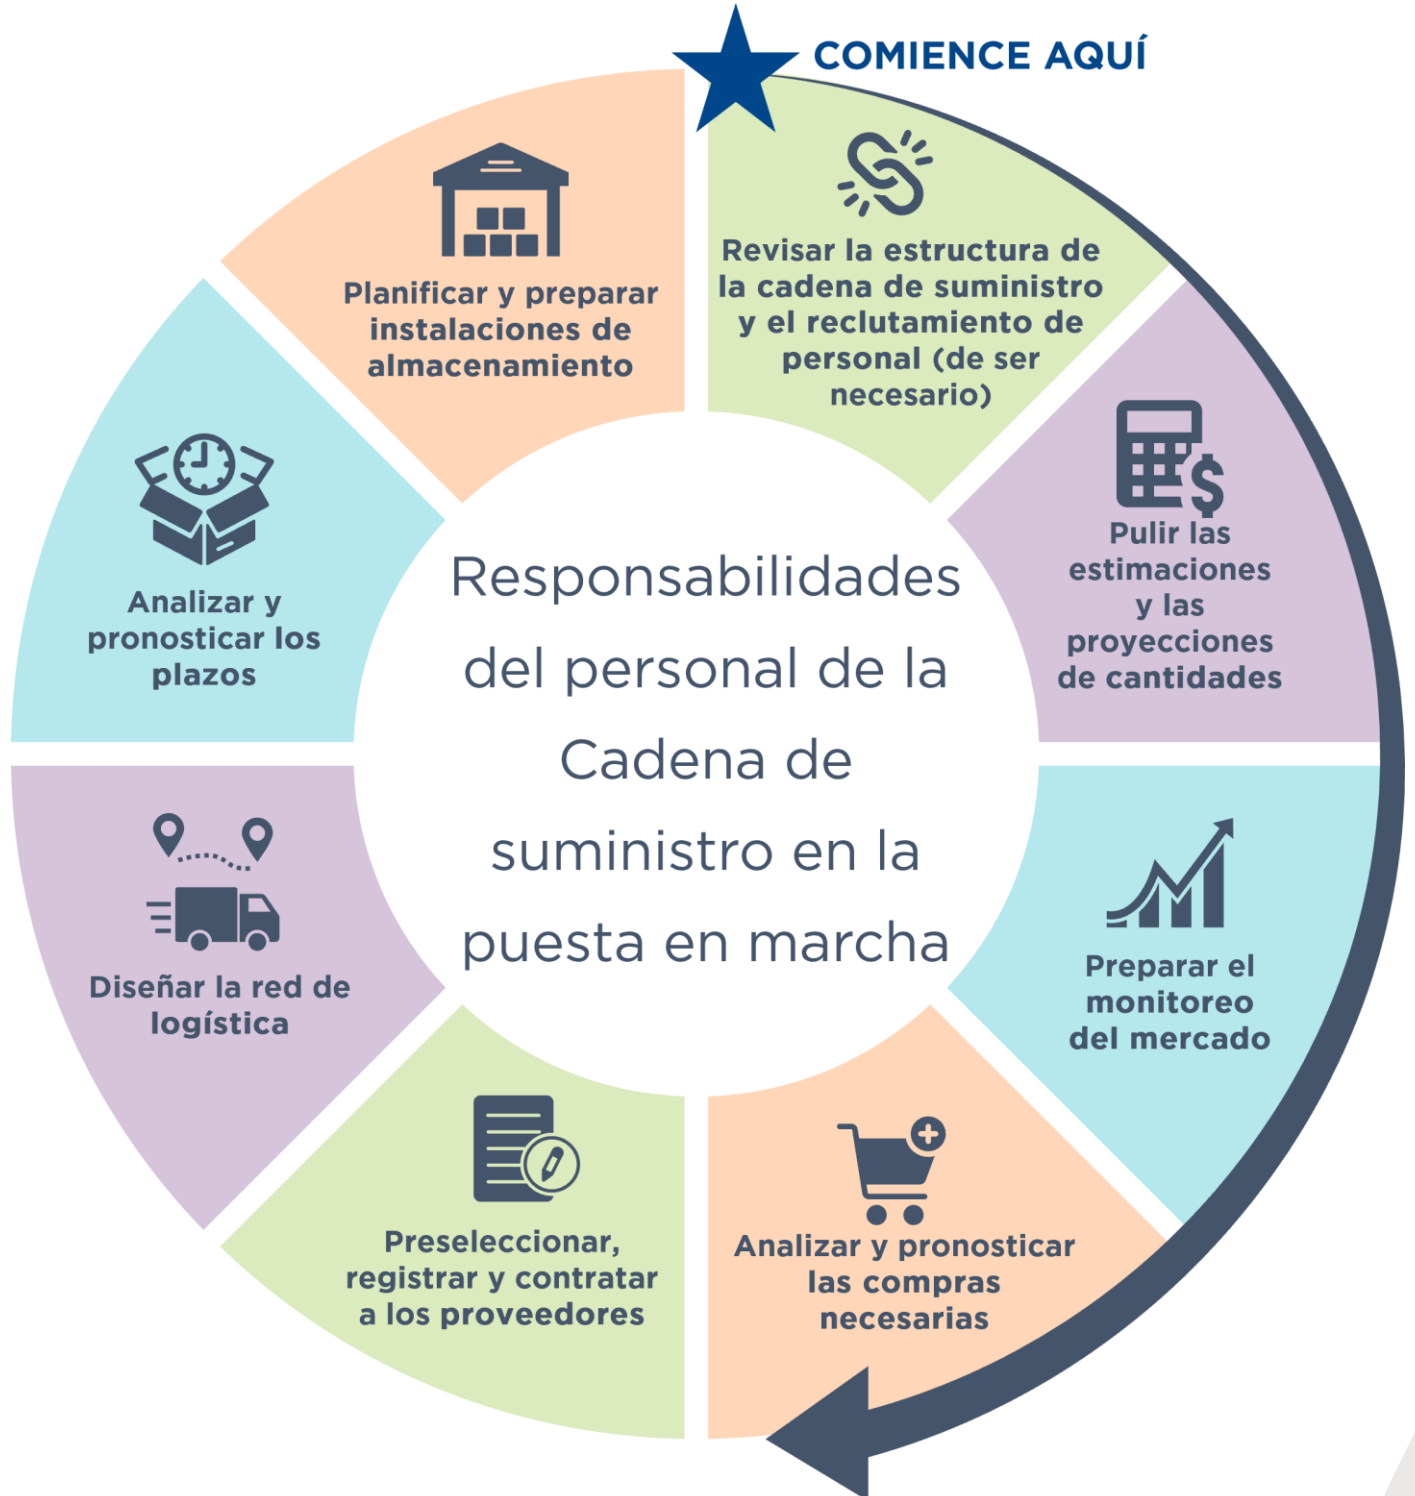 COMIENCE AQUÍ
Revisar la estructura de
la cadena de suministro
y el reclutamiento de
personal (de ser
necesario)
Pulir las
estimaciones
y las
proyecciones
de cantidades
Preparar el
monitoreo
del mercado
Analizar y pronosticar
las compras
necesarias
Preseleccionar,
registrar y contratar
a los proveedores
Diseñar la red de
logística
Analizar y
pronosticar los
plazos
Planificar y preparar
instalaciones de
almacenamiento
Responsabilidades
del personal de la
Cadena de
suministro en la
puesta en marcha